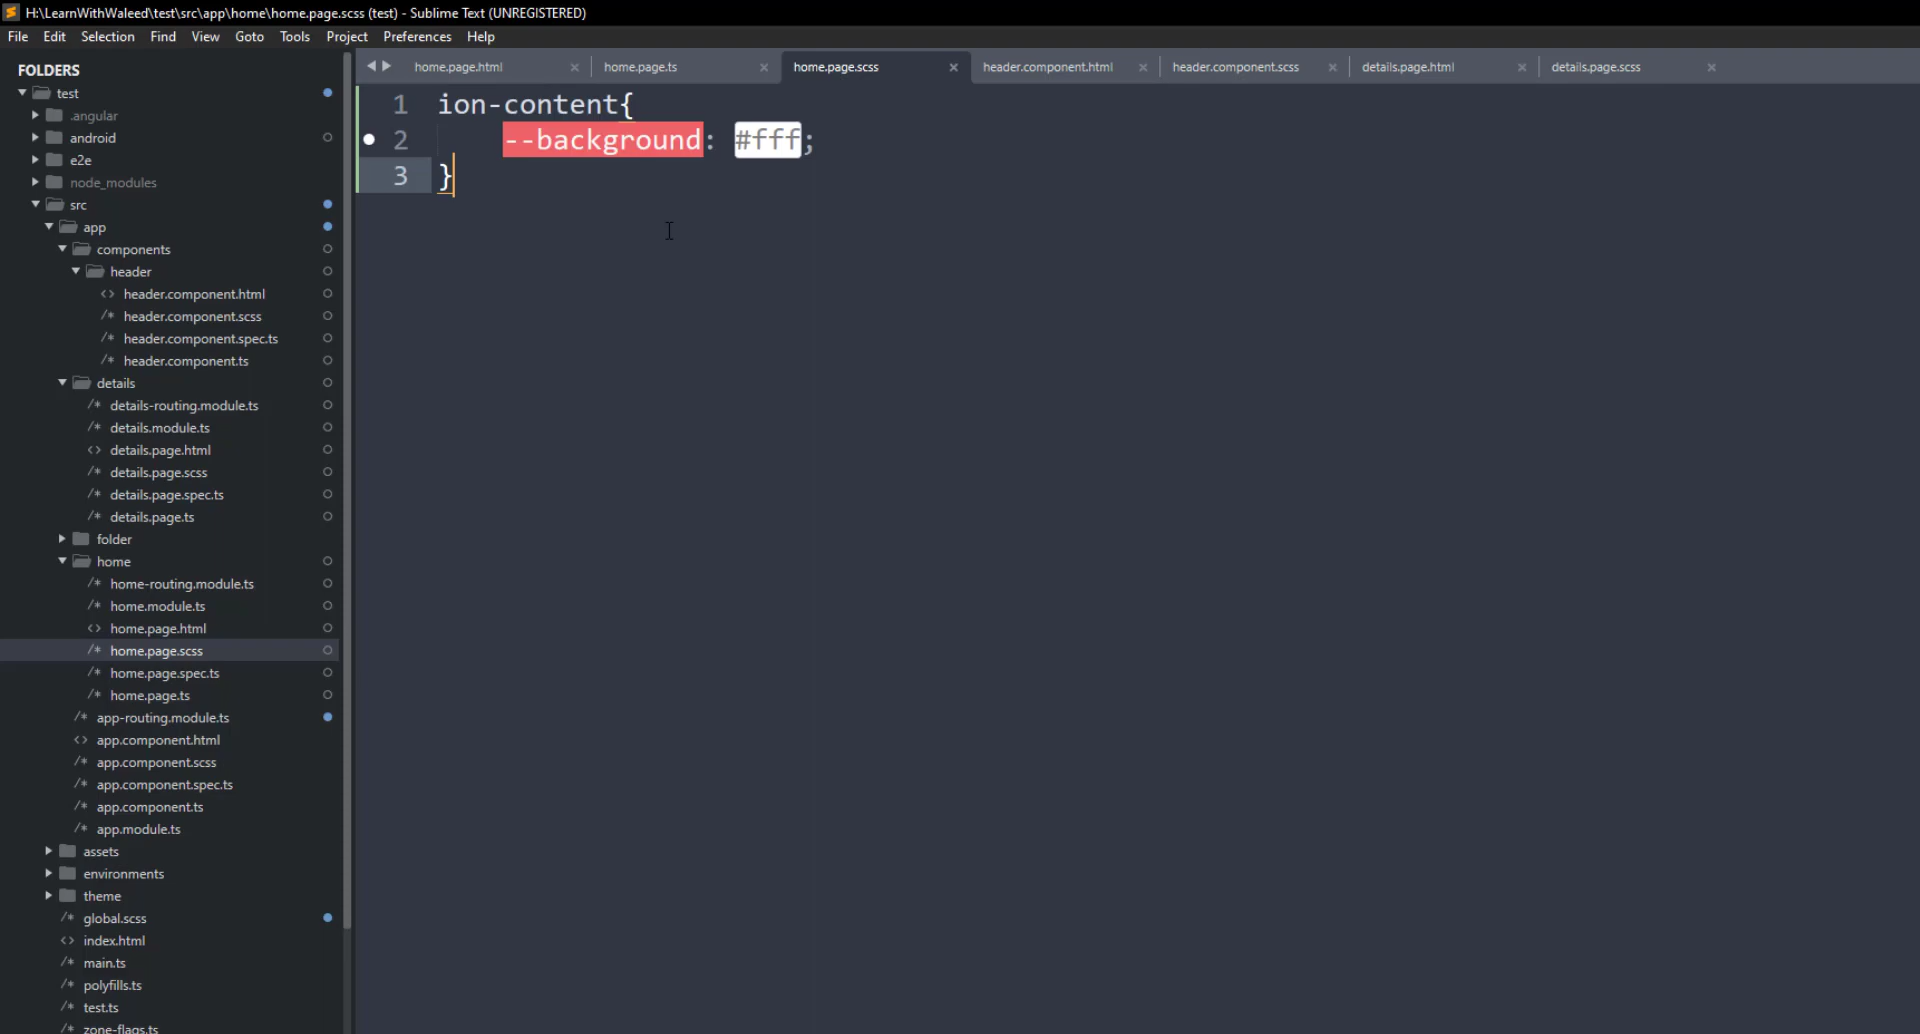 H:\LearnWithWaleed\test\src\app\home\home.page.scss (test) - Sublime Text (UNREGISTERED)
File Edit Selection Find View Goto Tools Project Preferences Help
FOLDERS
test
.angular
android
e2e
node_modules
src
app
components
header
header.component.html
header.component.scss
header.component.spec.ts
header.component.ts
details
details-routing.module.ts
details.module.ts
details.page.html
details.page.scss
details.page.spec.ts
details.page.ts
folder
home
home-routing.module.ts
home.module.ts
home.page.html
home.page.scss
home.page.spec.ts
home.page.ts
app-routing.module.ts
app.component.html
app.component.scss
app.component.spec.ts
app.component.ts
app.module.ts
assets
environments
theme
global.scss
index.html
main.ts
polyfills.ts
test.ts
zone-flags.ts
home.page.html home.page.ts home.page.scss header.component.html header.component.scss details.page.html details.page.scss
1 ion-content{
2 --background: #fff;
3 }